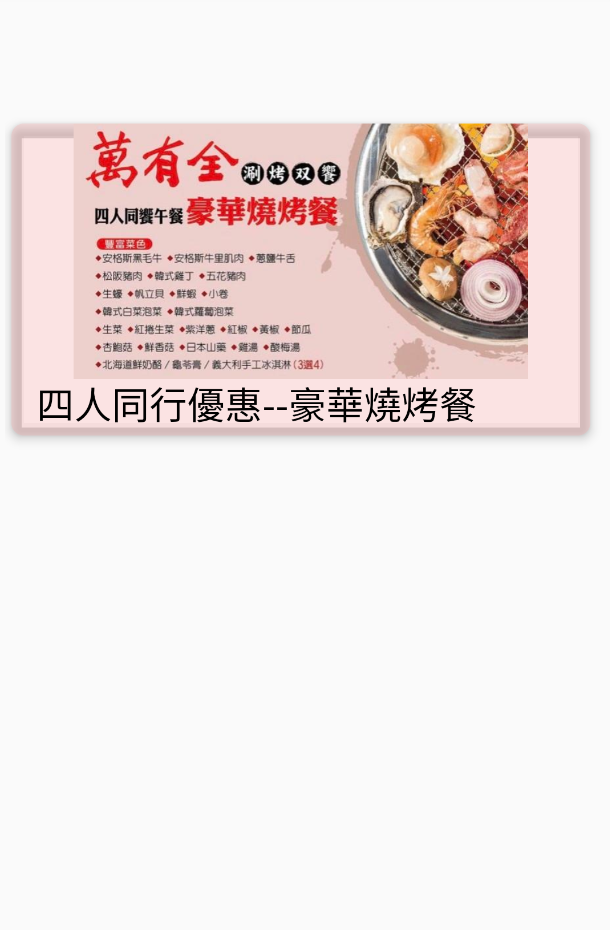 萬有全 涮烤双饗
四人同饗午餐 豪華燒烤餐
豐富菜色
◆安格斯黑毛牛 ◆安格斯牛里肌肉 ◆蔥鹽牛舌
◆松阪豬肉 ◆韓式雞丁 ◆五花豬肉
◆生蠔 ◆帆立貝 ◆鮮蝦 ◆小卷
◆韓式白菜泡菜 ◆韓式蘿蔔泡菜
◆生菜 ◆紅捲生菜 ◆紫洋蔥 ◆紅椒 ◆黃椒 ◆節瓜
◆杏鮑菇 ◆鮮香菇 ◆日本山藥 ◆雞湯 ◆酸梅湯
◆北海道鮮奶酪 / 龜苓膏 / 義大利手工冰淇淋 (3選4)
四人同行優惠--豪華燒烤餐